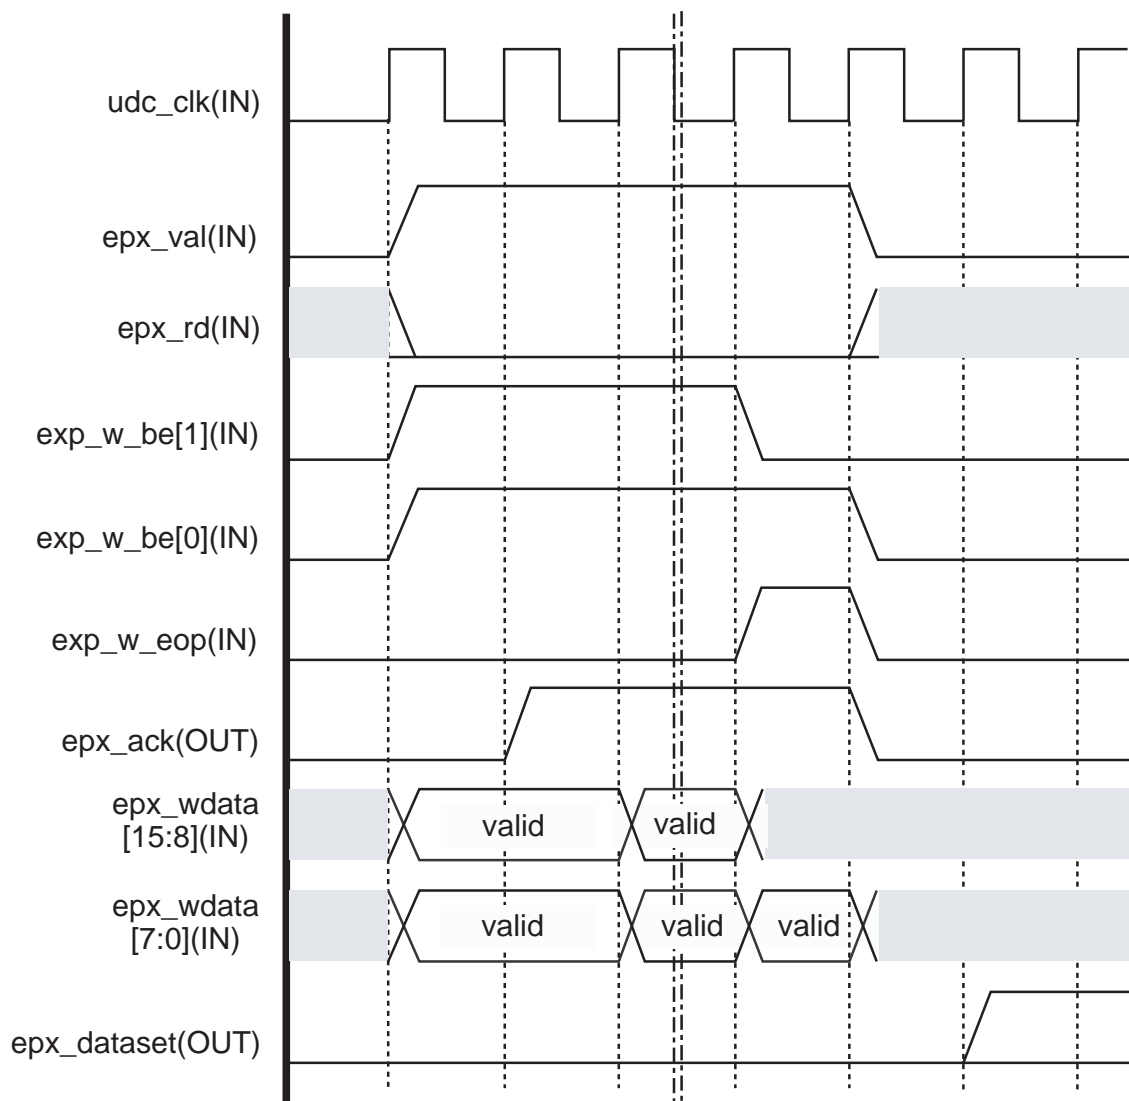 udc_clk(IN)
epx_val(IN)
epx_rd(IN)
exp_w_be[1](IN)
exp_w_be[0](IN)
exp_w_eop(IN)
epx_ack(OUT)
epx_wdata
[15:8](IN)
valid
valid
epx_wdata
[7:0](IN)
valid
valid
valid
epx_dataset(OUT)